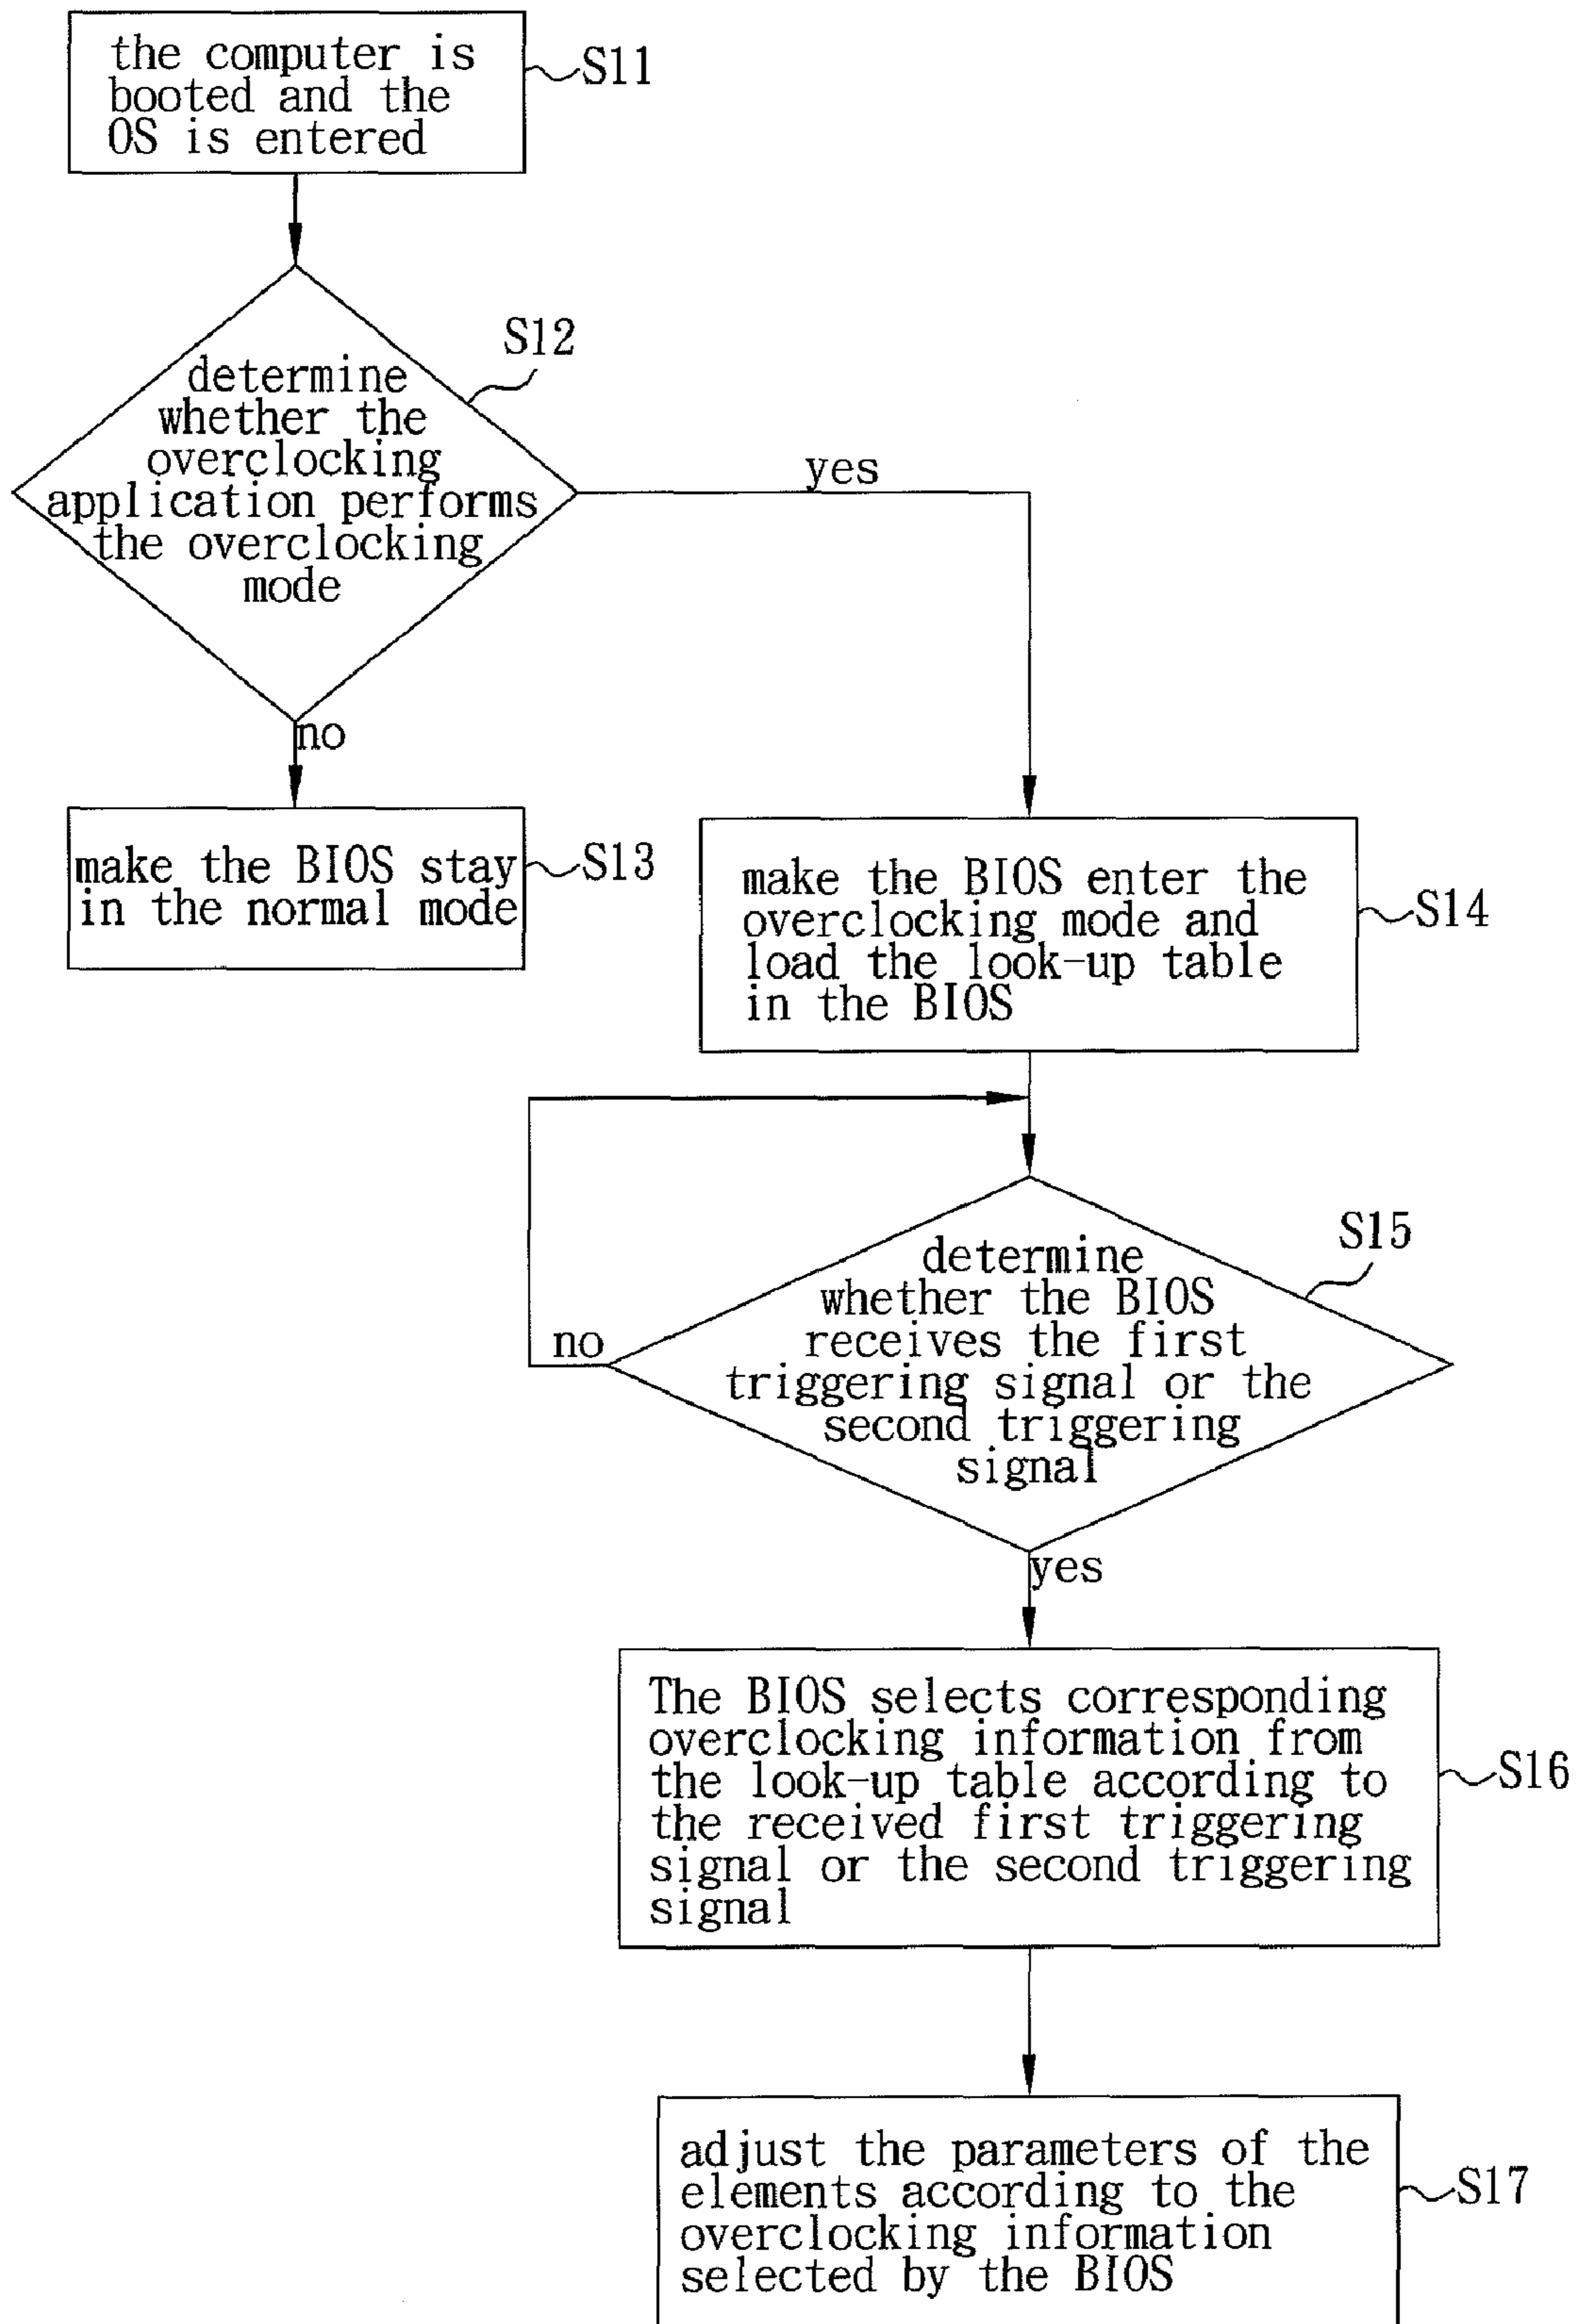 the computer is
booted and the
OS is entered
S11
S12
determine
whether the
overclocking
application performs
the overclocking
mode
yes
no
make the BIOS stay
in the normal mode
S13
make the BIOS enter the
overclocking mode and
load the look-up table
in the BIOS
S14
S15
determine
whether the BIOS
receives the first
triggering signal or the
second triggering
signal
no
yes
The BIOS selects corresponding
overclocking information from
the look-up table according to
the received first triggering
signal or the second triggering
signal
S16
adjust the parameters of the
elements according to the
overclocking information
selected by the BIOS
S17